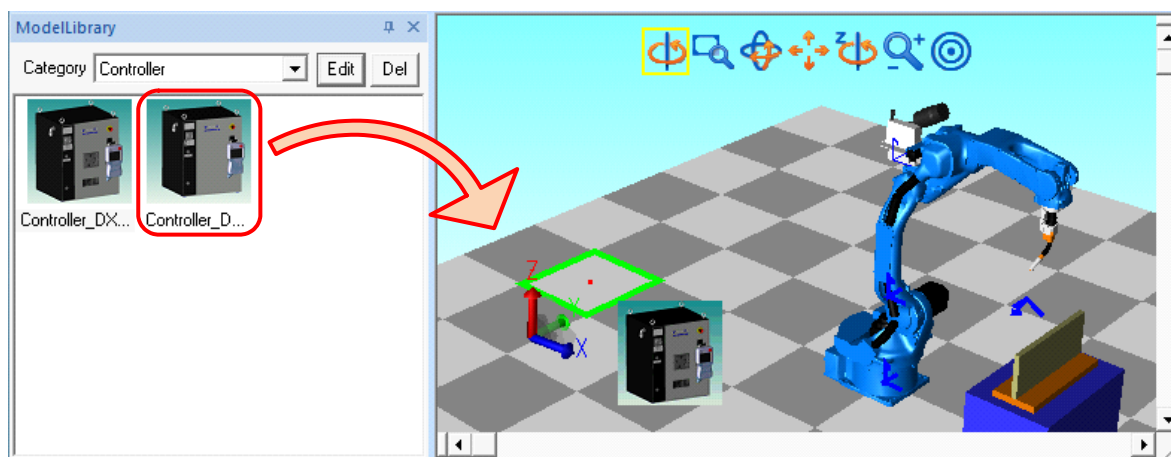 ModelLibrary
Category Controller Edit Del
Controller_DX... Controller_D...
Z
Z
Y
X